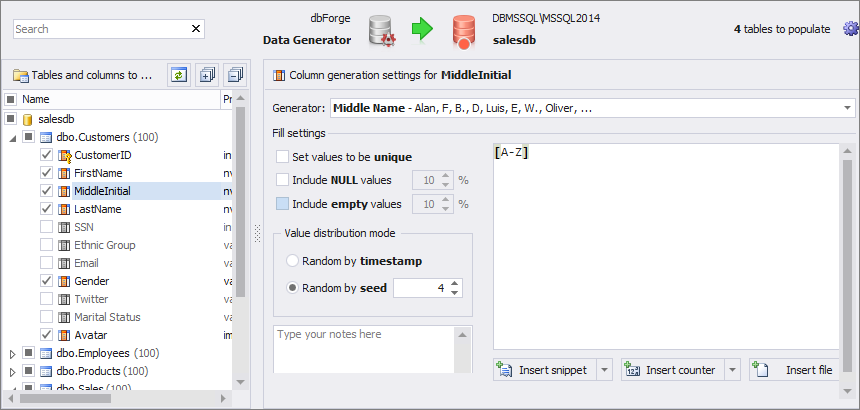 Search
dbForge
Data Generator
DBMSSQL\MSSQL2014
salesdb
4 tables to populate
Tables and columns to ...
Name
Pr
salesdb
dbo.Customers (100)
CustomerID
in
FirstName
nv
MiddleInitial
nv
LastName
nv
SSN
in
Ethnic Group
va
Email
va
Gender
va
Twitter
va
Marital Status
va
Avatar
im
dbo.Employees (100)
dbo.Products (100)
dbo.Sales (100)
Column generation settings for MiddleInitial
Generator:
Middle Name - Alan, F, B., D, Luis, E, W., Oliver, ...
Fill settings
Set values to be unique
Include NULL values
10 %
Include empty values
10 %
Value distribution mode
Random by timestamp
Random by seed
4
Type your notes here
[A-Z]
Insert snippet
Insert counter
Insert file